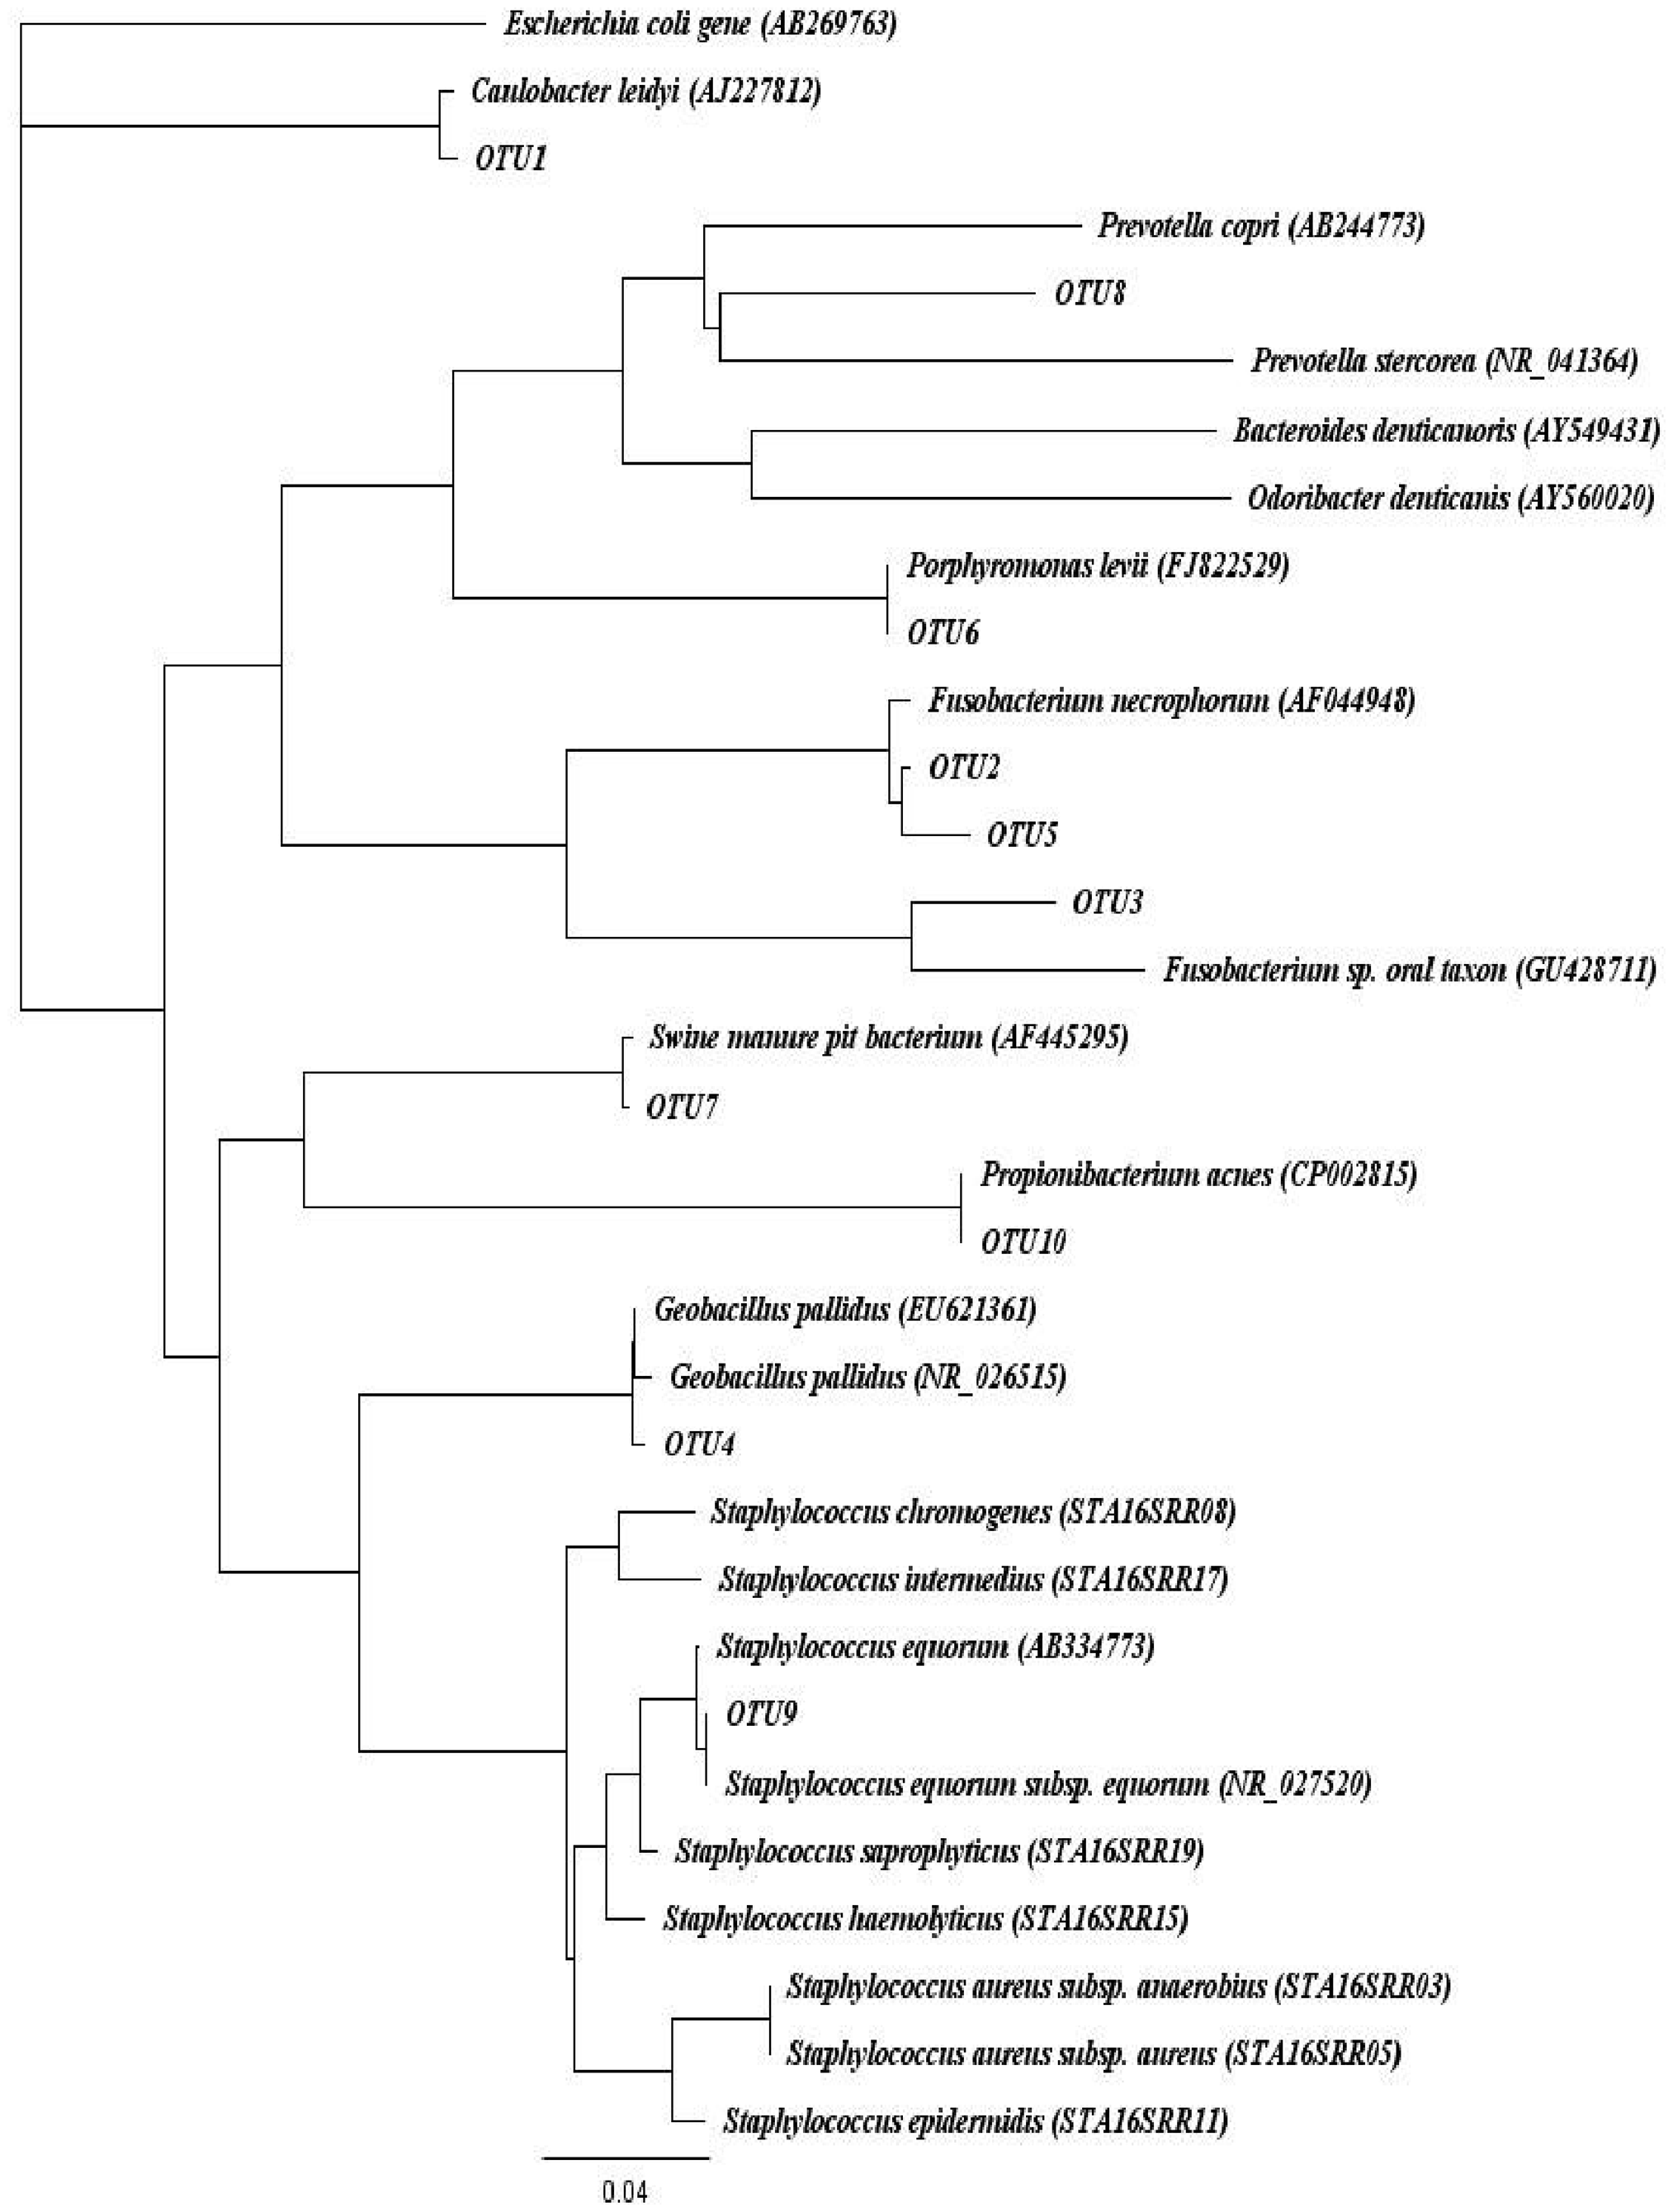 Escherichia coli gene (AB269763)
Caulobacter leidyi (AJ227812)
OTU1
Prevotella copri (AB244773)
OTU8
Prevotella stercorea (NR_041364)
Bacteroides denticanoris (AY549431)
Odoribacter denticanis (AY560020)
Porphyromonas levii (FJ822529)
OTU6
Fusobacterium necrophorum (AF044948)
OTU2
OTU5
OTU3
Fusobacterium sp. oral taxon (GU428711)
Swine manure pit bacterium (AF445295)
OTU7
Propionibacterium acnes (CP002815)
OTU10
Geobacillus pallidus (EU621361)
Geobacillus pallidus (NR_026515)
OTU4
Staphylococcus chromogenes (STA16SRR08)
Staphylococcus intermedius (STA16SRR17)
Staphylococcus equorum (AB334773)
OTU9
Staphylococcus equorum subsp. equorum (NR_027520)
Staphylococcus saprophyticus (STA16SRR19)
Staphylococcus haemolyticus (STA16SRR15)
Staphylococcus aureus subsp. anaerobius (STA16SRR03)
Staphylococcus aureus subsp. aureus (STA16SRR05)
Staphylococcus epidermidis (STA16SRR11)
0.04